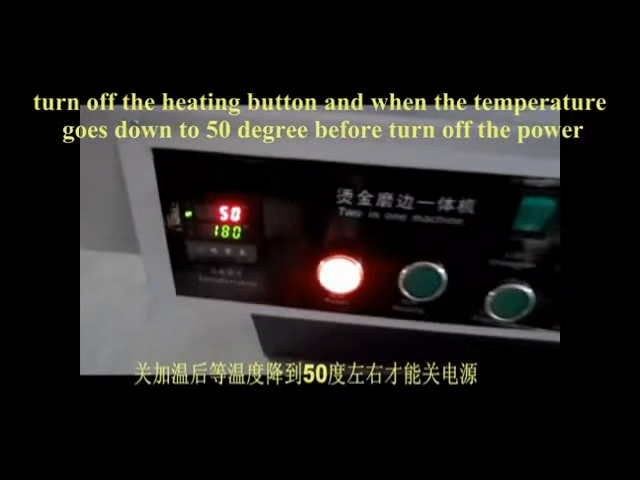 turn off the heating button and when the temperature
goes down to 50 degree before turn off the power
烫金磨边一体机
Two in one machine
50
180
关加温后等温度降到50度左右才能关电源